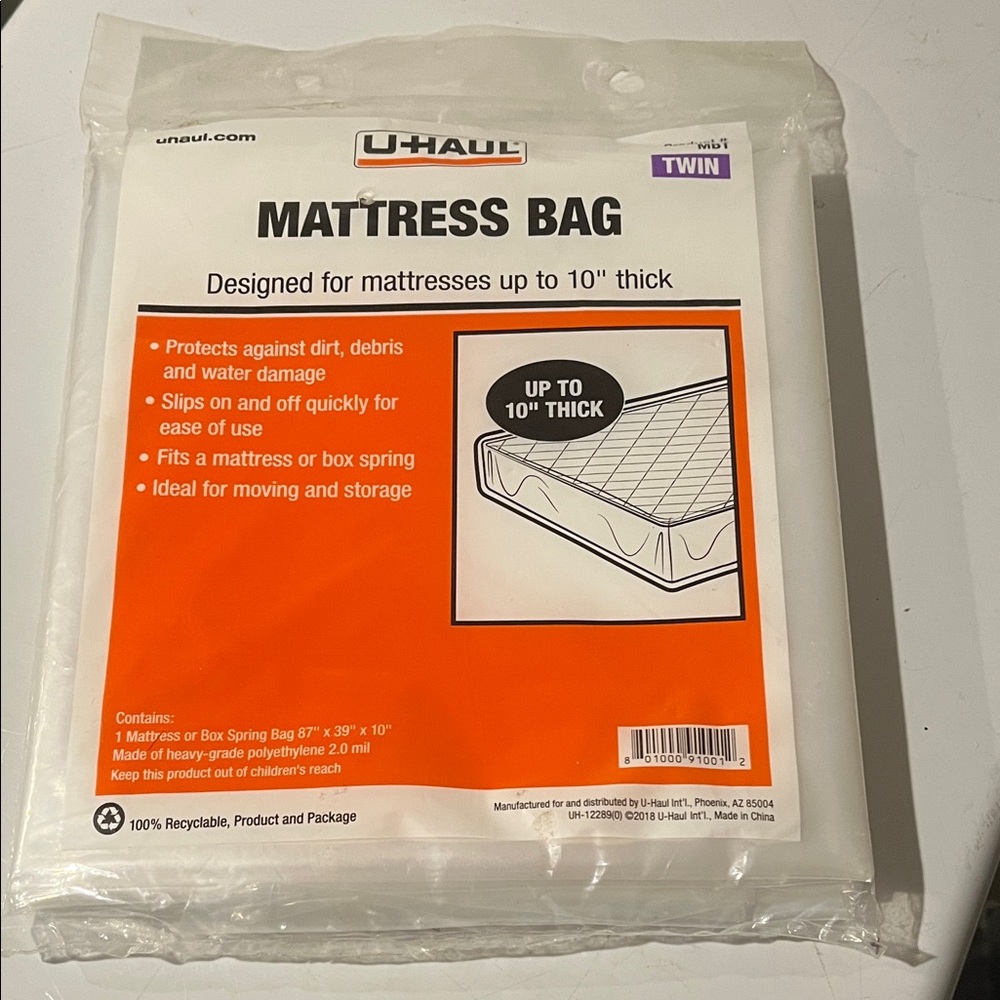 uhaul.com
U-HAUL
MB1
TWIN
MATTRESS BAG
Designed for mattresses up to 10" thick
• Protects against dirt, debris
and water damage
• Slips on and off quickly for
ease of use
• Fits a mattress or box spring
• Ideal for moving and storage
UP TO
10" THICK
Contains:
1 Mattress or Box Spring Bag 87" x 39" x 10"
Made of heavy-grade polyethylene 2.0 mil
Keep this product out of children's reach
8 01000 91001 2
100% Recyclable, Product and Package
Manufactured for and distributed by U-Haul Int'l., Phoenix, AZ 85004
UH-12289(0) ©2018 U-Haul Int'l., Made in China